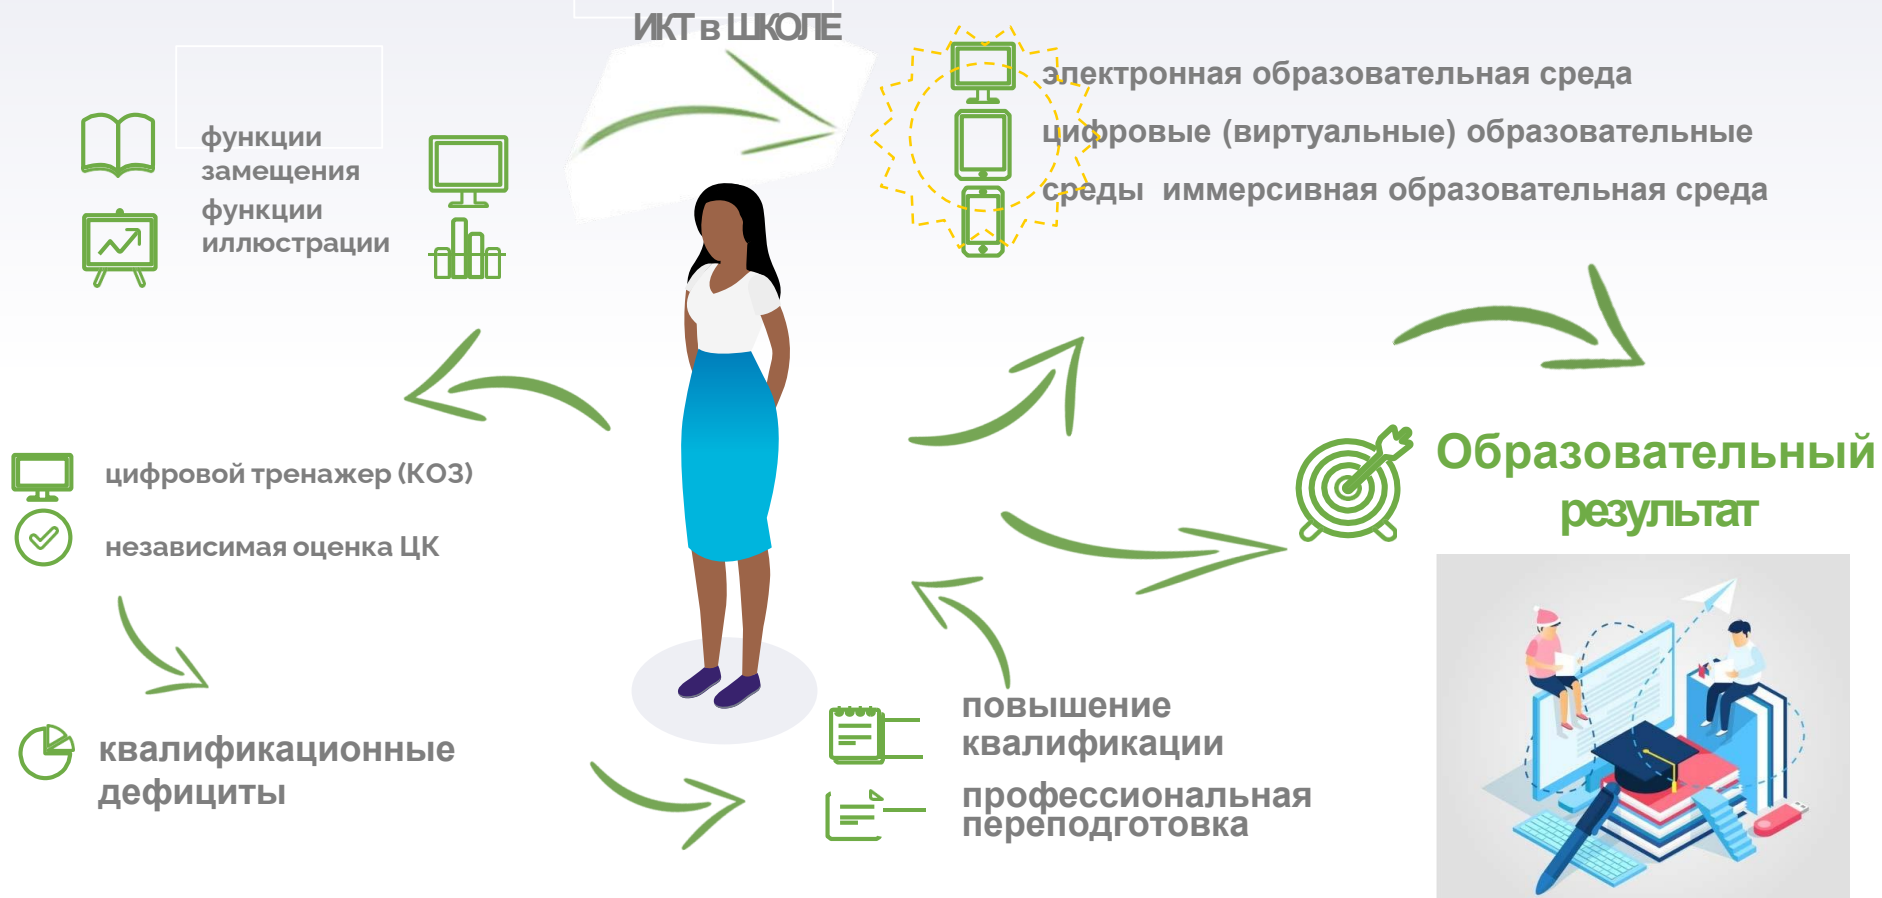 ИКТ в ШКОЛЕ
функции
замещения
функции
иллюстрации
электронная образовательная среда
цифровые (виртуальные) образовательные
среды иммерсивная образовательная среда
цифровой тренажер (КОЗ)
независимая оценка ЦК
квалификационные
дефициты
повышение
квалификации
профессиональная
переподготовка
Образовательный
результат